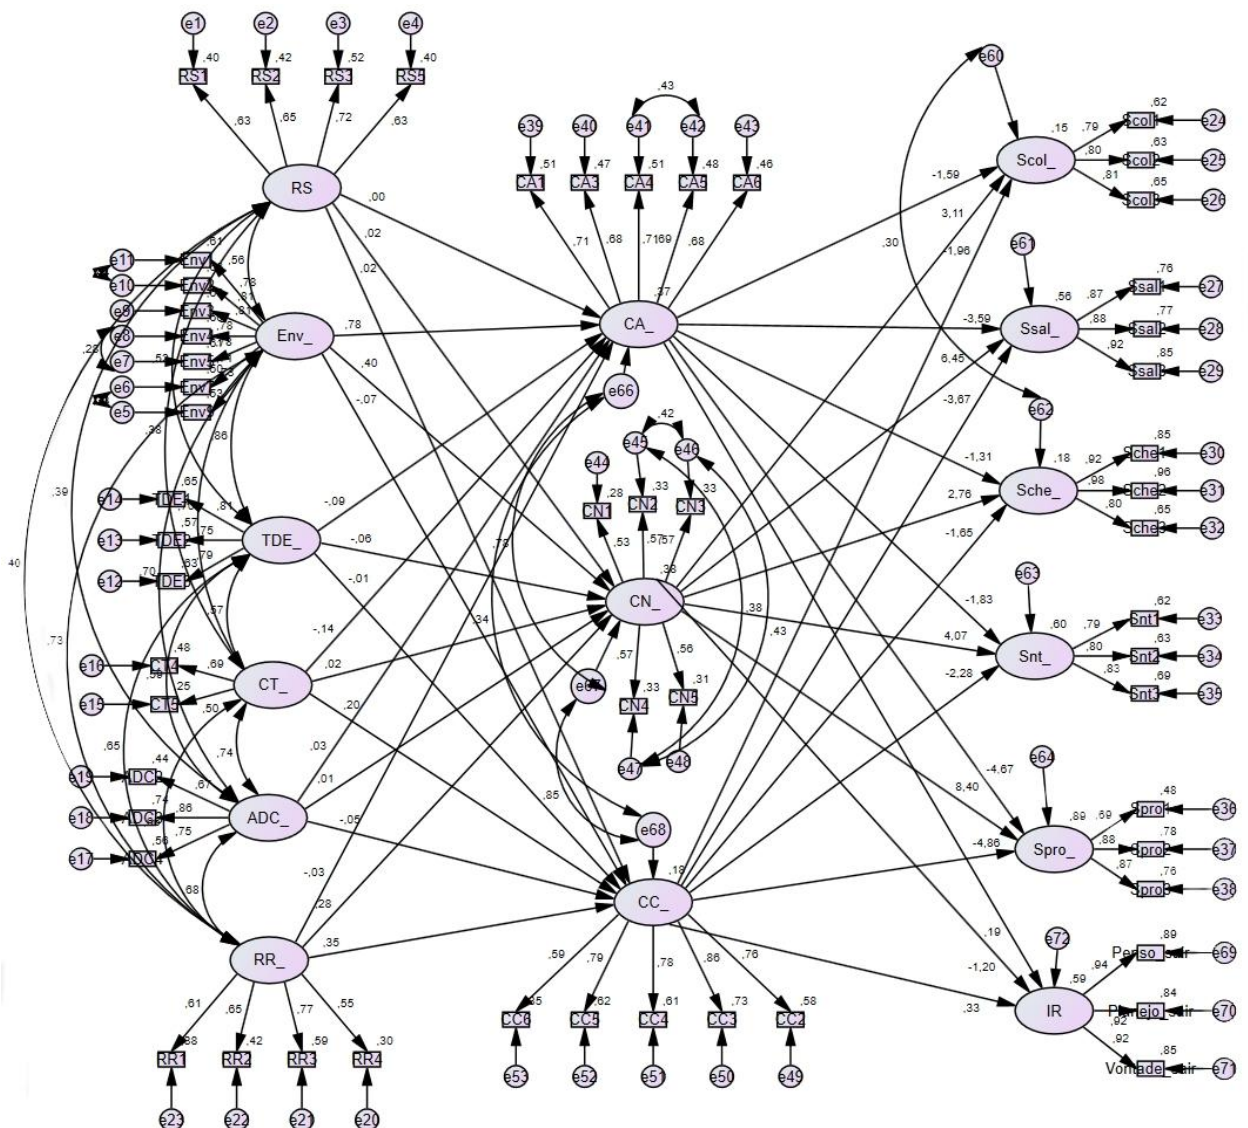 e1 e2 e3 e4
,40 ,42 ,52 ,40
RS1 RS2 RS3 RS5
,63 ,65 ,72 ,63
RS
,00
,02
,02
e11
e10
e9
e8
e7
e6
e5
Env_
,78
,40
-,07
,86
,28
,38
,39
,40
,73
e14
e13
e12
,65
,57
,75
,79
,63
,70
,81
TDE_
-,09
-,06
-,01
,57
e16
e15
,48
CT4
,69
CT5
,25
,50
CT_
-,14
,02
,20
,74
,65
e19
e18
e17
,44
,67
,74
,86
,75
,56
ADC_
,03
,01
-,05
,68
RR_
-,03
,28
,35
,61 ,65 ,77 ,55
,38 ,42 ,59 ,30
RR1 RR2 RR3 RR4
e23 e22 e21 e20
,43
e39 e40 e41 e42 e43
,51 ,47 ,51 ,48 ,46
CA1 CA3 CA4 CA5 CA6
,71 ,68 ,71 ,69 ,68
,37
CA_
e66
,42
e45 e46
e44
,28 ,33 ,33
CN1 CN2 CN3
,53 ,57 ,57
,38
CN_
,78
,34
,38
,43
e67
,57 ,56
,33 ,31
CN4 CN5
e47 e48
,85
e68
,18
CC_
,59 ,79 ,78 ,86 ,76
,35 ,62 ,61 ,73 ,58
CC6 CC5 CC4 CC3 CC2
e53 e52 e51 e50 e49
e60
,15
Scol_
,79 ,62 e24
,80 Scol2 ,63 e25
,81 ,65 e26
-1,59
3,11
-1,96
,30
e61
,56
Ssal_
,87 ,76 e27
,88 ,77 e28
,92 ,85 e29
-3,59
6,45
-3,67
e62
,18
Sche_
,92 ,85 e30
,98 ,96 e31
,80 ,65 e32
-1,31
2,76
-1,65
e63
,60
Snt_
,79 Snt1 ,62 e33
,80 Snt2 ,63 e34
,83 Snt3 ,69 e35
-1,83
4,07
-2,28
e64
,89
Spro_
,69 ,48 e36
,88 ,78 e37
,87 ,76 e38
-4,67
8,40
-4,86
e72
,59
IR
,94 ,89 e69
,92 ,84 e70
,92 Vontade_sair ,85 e71
,19
-1,20
,33